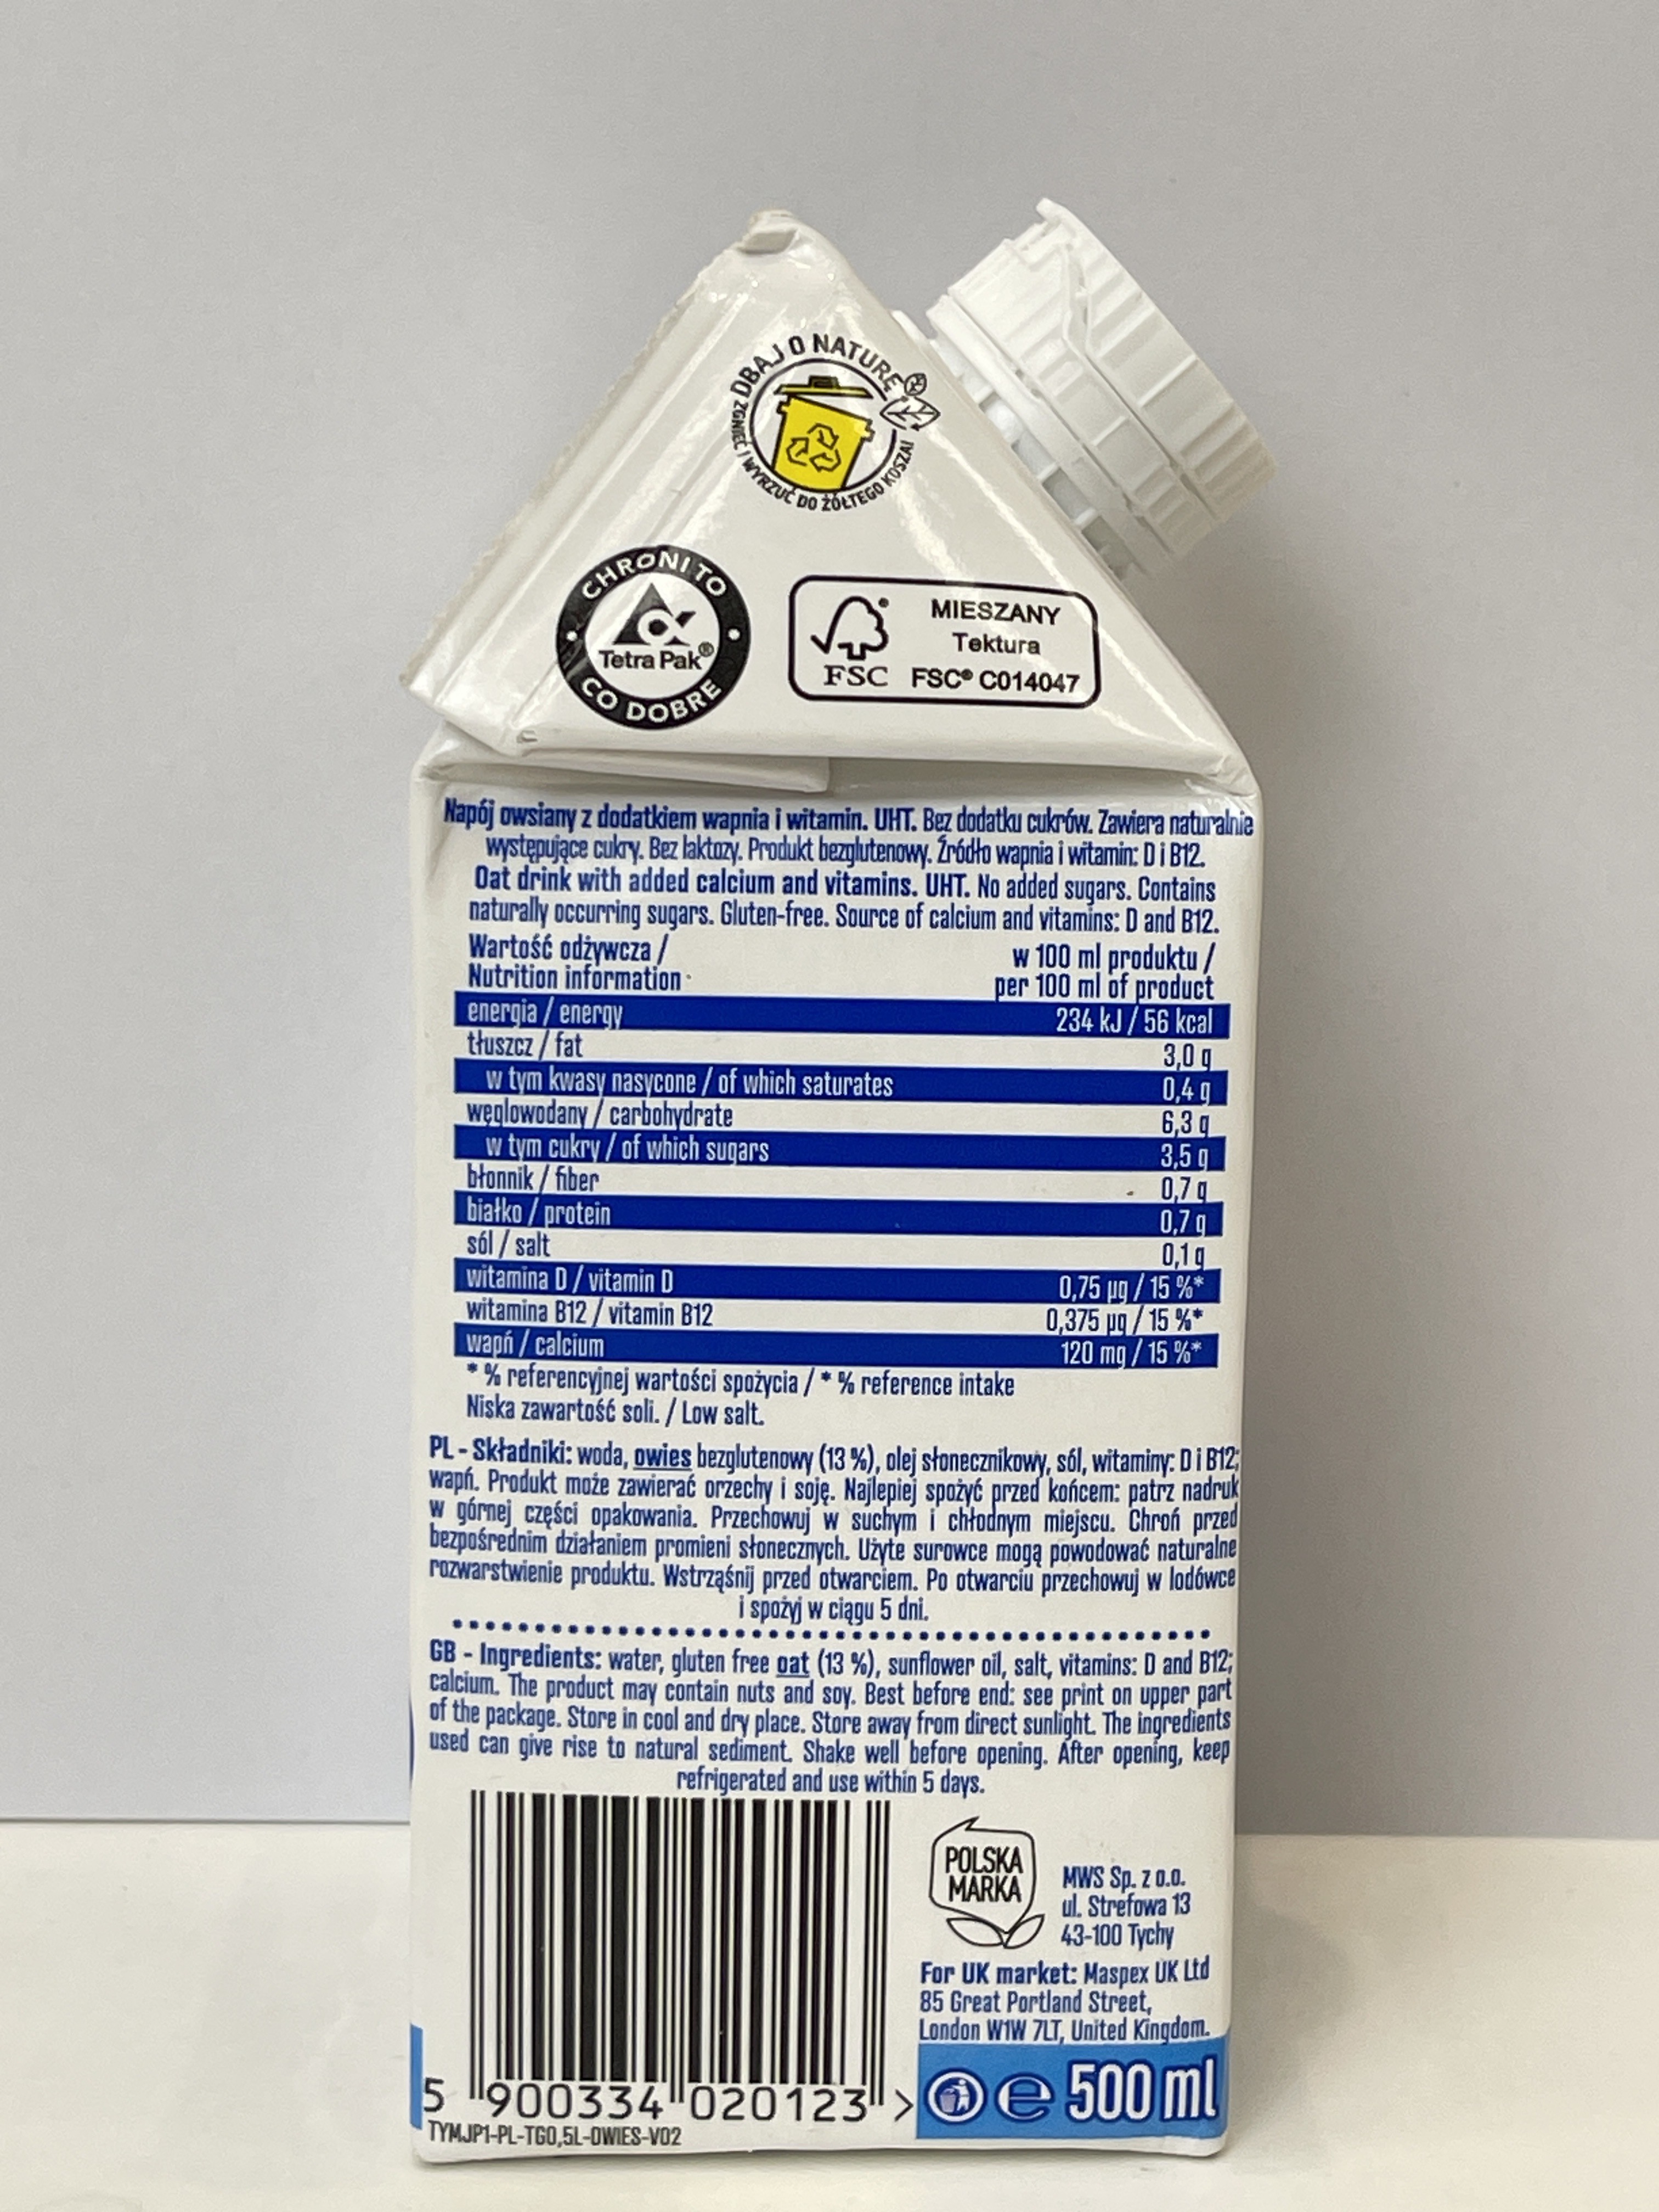 DBAJ O NATURĘ
ZGNIEĆ I WYRZUĆ DO ŻÓŁTEGO KOSZA!
CHRONI TO
Tetra Pak®
CO DOBRE
MIESZANY
Tektura
FSC FSC® C014047
Napój owsiany z dodatkiem wapnia i witamin. UHT. Bez dodatku cukrów. Zawiera naturalnie
występujące cukry. Bez laktozy. Produkt bezglutenowy. Źródło wapnia i witamin: D i B12.
Oat drink with added calcium and vitamins. UHT. No added sugars. Contains
naturally occurring sugars. Gluten-free. Source of calcium and vitamins: D and B12.
Wartość odżywcza / w 100 ml produktu /
Nutrition information per 100 ml of product
energia / energy 234 kJ / 56 kcal
tłuszcz / fat 3,0 g
w tym kwasy nasycone / of which saturates 0,4 g
węglowodany / carbohydrate 6,3 g
w tym cukry / of which sugars 3,5 g
błonnik / fiber 0,7 g
białko / protein 0,7 g
sól / salt 0,1 g
witamina D / vitamin D 0,75 µg / 15 %*
witamina B12 / vitamin B12 0,375 µg / 15 %*
wapń / calcium 120 mg / 15 %*
* % referencyjnej wartości spożycia / * % reference intake
Niska zawartość soli. / Low salt.
PL - Składniki: woda, owies bezglutenowy (13 %), olej słonecznikowy, sól, witaminy: D i B12;
wapń. Produkt może zawierać orzechy i soję. Najlepiej spożyć przed końcem: patrz nadruk
w górnej części opakowania. Przechowuj w suchym i chłodnym miejscu. Chroń przed
bezpośrednim działaniem promieni słonecznych. Użyte surowce mogą powodować naturalne
rozwarstwienie produktu. Wstrząśnij przed otwarciem. Po otwarciu przechowuj w lodówce
i spożyj w ciągu 5 dni.
GB - Ingredients: water, gluten free oat (13 %), sunflower oil, salt, vitamins: D and B12;
calcium. The product may contain nuts and soy. Best before end: see print on upper part
of the package. Store in cool and dry place. Store away from direct sunlight. The ingredients
used can give rise to natural sediment. Shake well before opening. After opening, keep
refrigerated and use within 5 days.
POLSKA
MARKA
MWS Sp. z o.o.
ul. Strefowa 13
43-100 Tychy
For UK market: Maspex UK Ltd
85 Great Portland Street,
London W1W 7LT, United Kingdom.
e 500 ml
5 900334 020123 >
TYMJP1-PL-TGO,5L-OWIES-V02